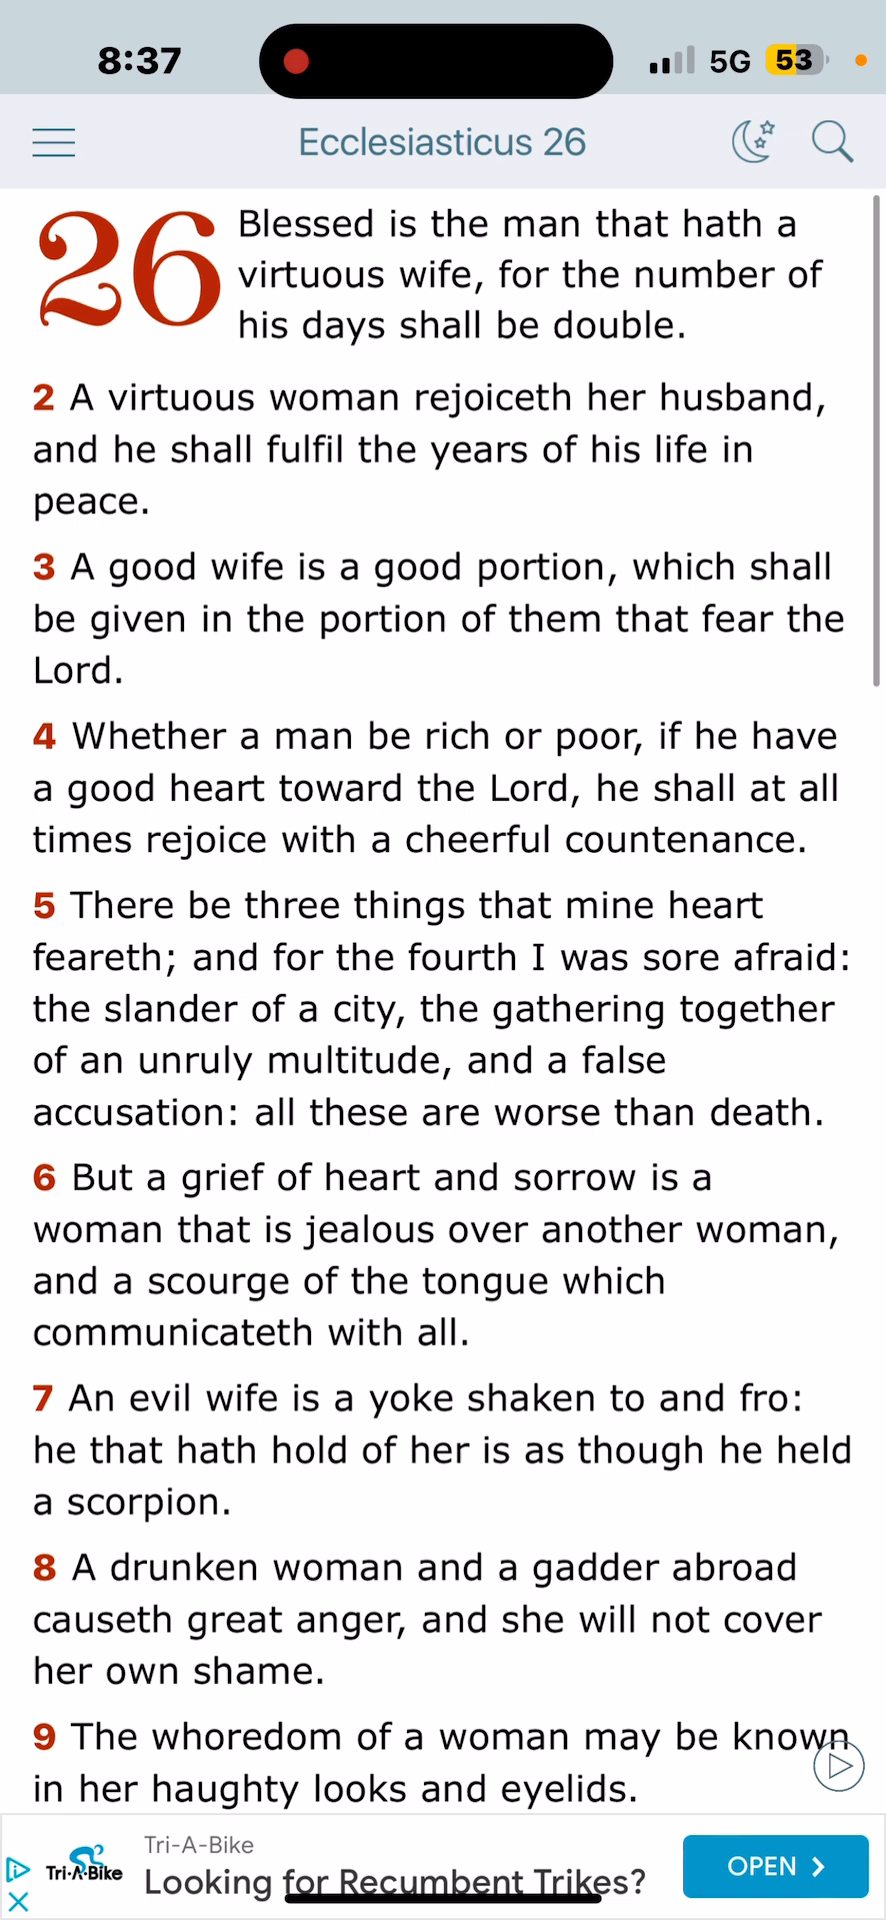 8:37
5G
53
Ecclesiasticus 26
26 Blessed is the man that hath a
virtuous wife, for the number of
his days shall be double.
2 A virtuous woman rejoiceth her husband,
and he shall fulfil the years of his life in
peace.
3 A good wife is a good portion, which shall
be given in the portion of them that fear the
Lord.
4 Whether a man be rich or poor, if he have
a good heart toward the Lord, he shall at all
times rejoice with a cheerful countenance.
5 There be three things that mine heart
feareth; and for the fourth I was sore afraid:
the slander of a city, the gathering together
of an unruly multitude, and a false
accusation: all these are worse than death.
6 But a grief of heart and sorrow is a
woman that is jealous over another woman,
and a scourge of the tongue which
communicateth with all.
7 An evil wife is a yoke shaken to and fro:
he that hath hold of her is as though he held
a scorpion.
8 A drunken woman and a gadder abroad
causeth great anger, and she will not cover
her own shame.
9 The whoredom of a woman may be known
in her haughty looks and eyelids.
Tri-A-Bike
Tri-A-Bike
Looking for Recumbent Trikes?
OPEN